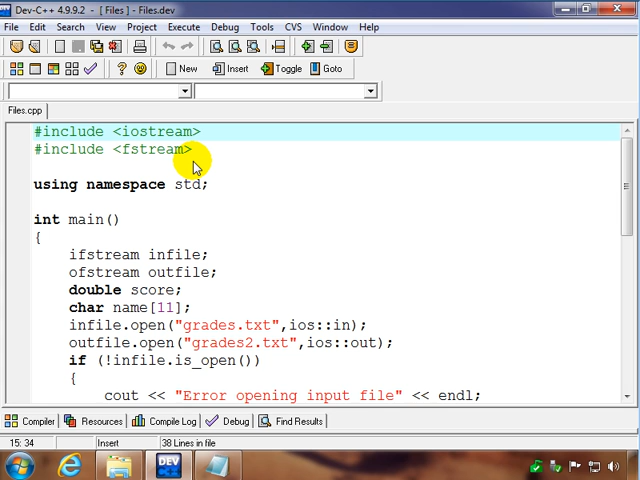 Dev-C++ 4.9.9.2 - [ Files ] - Files.dev
File Edit Search View Project Execute Debug Tools CVS Window Help
New Insert Toggle Goto
Files.cpp
#include <iostream>
#include <fstream>
using namespace std;
int main()
{
ifstream infile;
ofstream outfile;
double score;
char name[11];
infile.open("grades.txt",ios::in);
outfile.open("grades2.txt",ios::out);
if (!infile.is_open())
{
cout << "Error opening input file" << endl;
Compiler Resources Compile Log Debug Find Results
15: 34 Insert 38 Lines in file
DEV